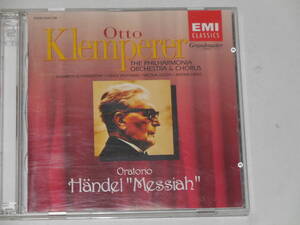 Otto
Klemperer
EMI
CLASSICS
THE PHILHARMONIA
ORCHESTRA & CHORUS
Oratorio
Händel "Messiah"